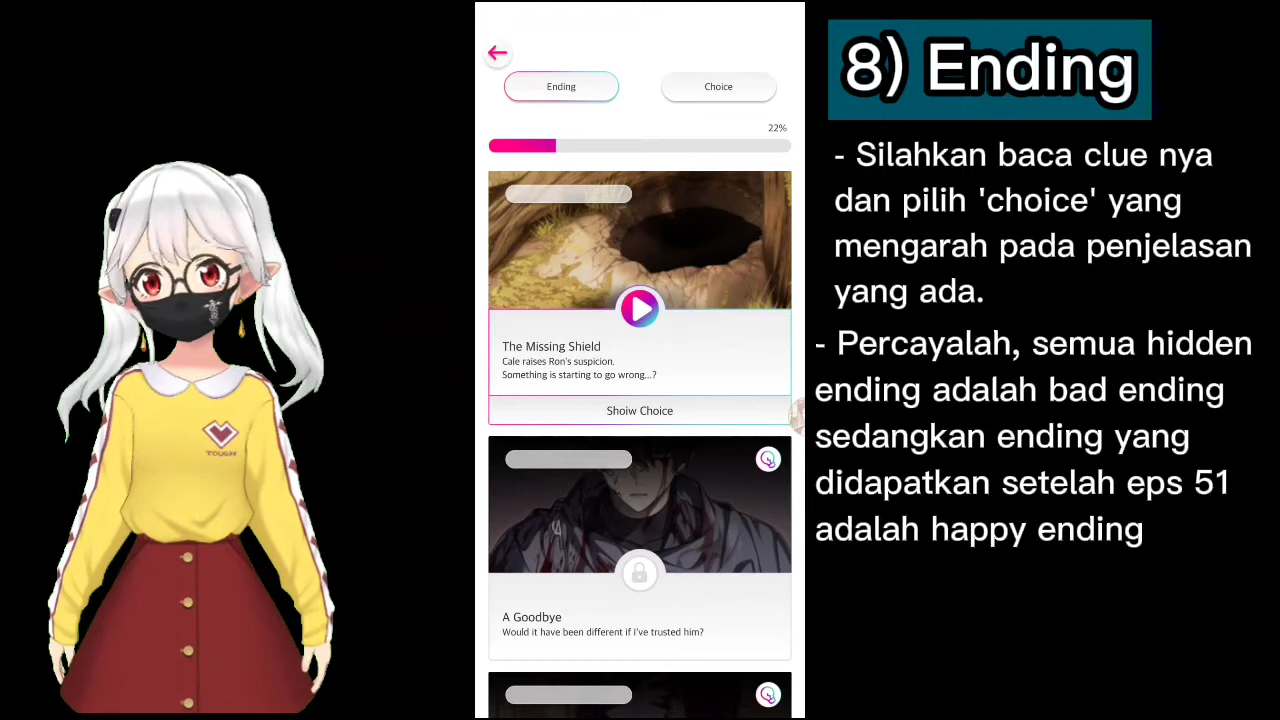 Ending
Choice
22%
The Missing Shield
Cale raises Ron's suspicion.
Something is starting to go wrong...?
Shoiw Choice
A Goodbye
Would it have been different if I've trusted him?
8) Ending
- Silahkan baca clue nya
dan pilih 'choice' yang
mengarah pada penjelasan
yang ada.
- Percayalah, semua hidden
ending adalah bad ending
sedangkan ending yang
didapatkan setelah eps 51
adalah happy ending
TOUGH